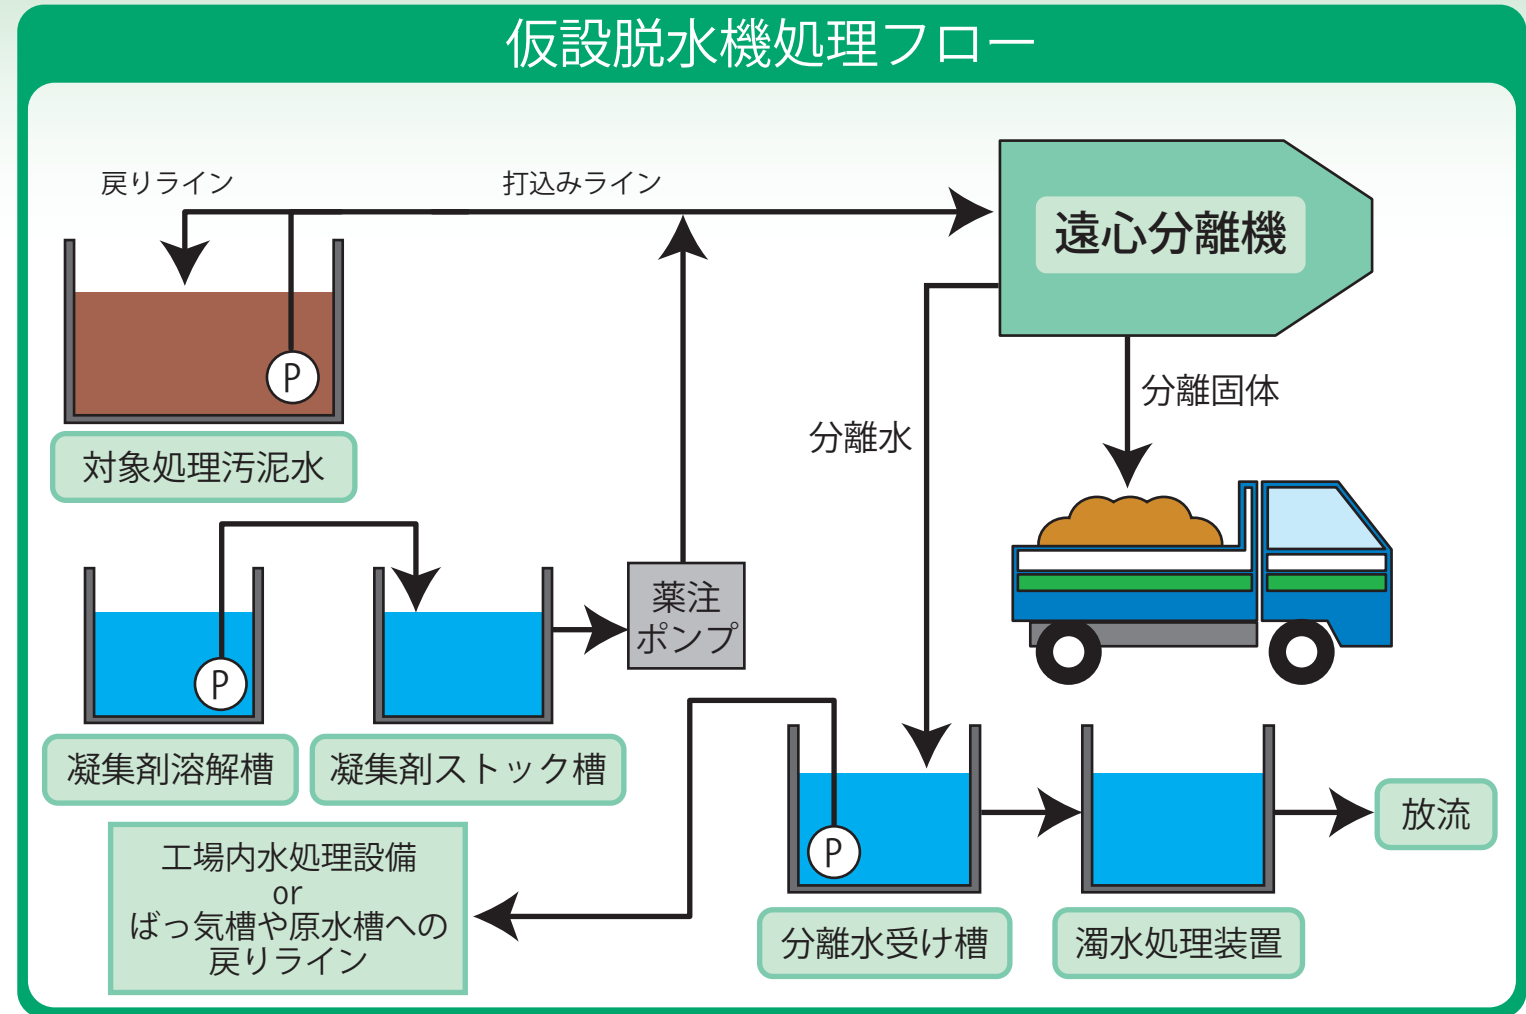 仮設脱水機処理フロー
戻りライン
打込みライン
遠心分離機
P
対象処理汚泥水
分離水
分離固体
P
薬注
ポンプ
凝集剤溶解槽
凝集剤ストック槽
P
放流
工場内水処理設備
or
ばっ気槽や原水槽への
戻りライン
分離水受け槽
濁水処理装置